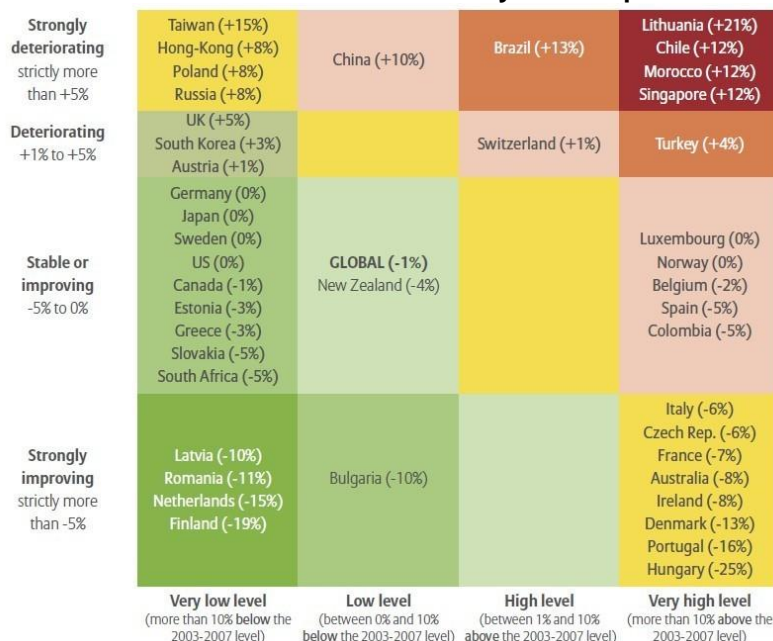 Strongly
deteriorating
strictly more
than +5%
Taiwan (+15%)
Hong-Kong (+8%)
Poland (+8%)
Russia (+8%)
China (+10%)
Brazil (+13%)
Lithuania (+21%)
Chile (+12%)
Morocco (+12%)
Singapore (+12%)
Deteriorating
+1% to +5%
UK (+5%)
South Korea (+3%)
Austria (+1%)
Switzerland (+1%)
Turkey (+4%)
Stable or
improving
-5% to 0%
Germany (0%)
Japan (0%)
Sweden (0%)
US (0%)
Canada (-1%)
Estonia (-3%)
Greece (-3%)
Slovakia (-5%)
South Africa (-5%)
GLOBAL (-1%)
New Zealand (-4%)
Luxembourg (0%)
Norway (0%)
Belgium (-2%)
Spain (-5%)
Colombia (-5%)
Strongly
improving
strictly more
than -5%
Latvia (-10%)
Romania (-11%)
Netherlands (-15%)
Finland (-19%)
Bulgaria (-10%)
Italy (-6%)
Czech Rep. (-6%)
France (-7%)
Australia (-8%)
Ireland (-8%)
Denmark (-13%)
Portugal (-16%)
Hungary (-25%)
Very low level
(more than 10% below the
2003-2007 level)
Low level
(between 0% and 10%
below the 2003-2007 level)
High level
(between 1% and 10%
above the 2003-2007 level)
Very high level
(more than 10% above the
2003-2007 level)